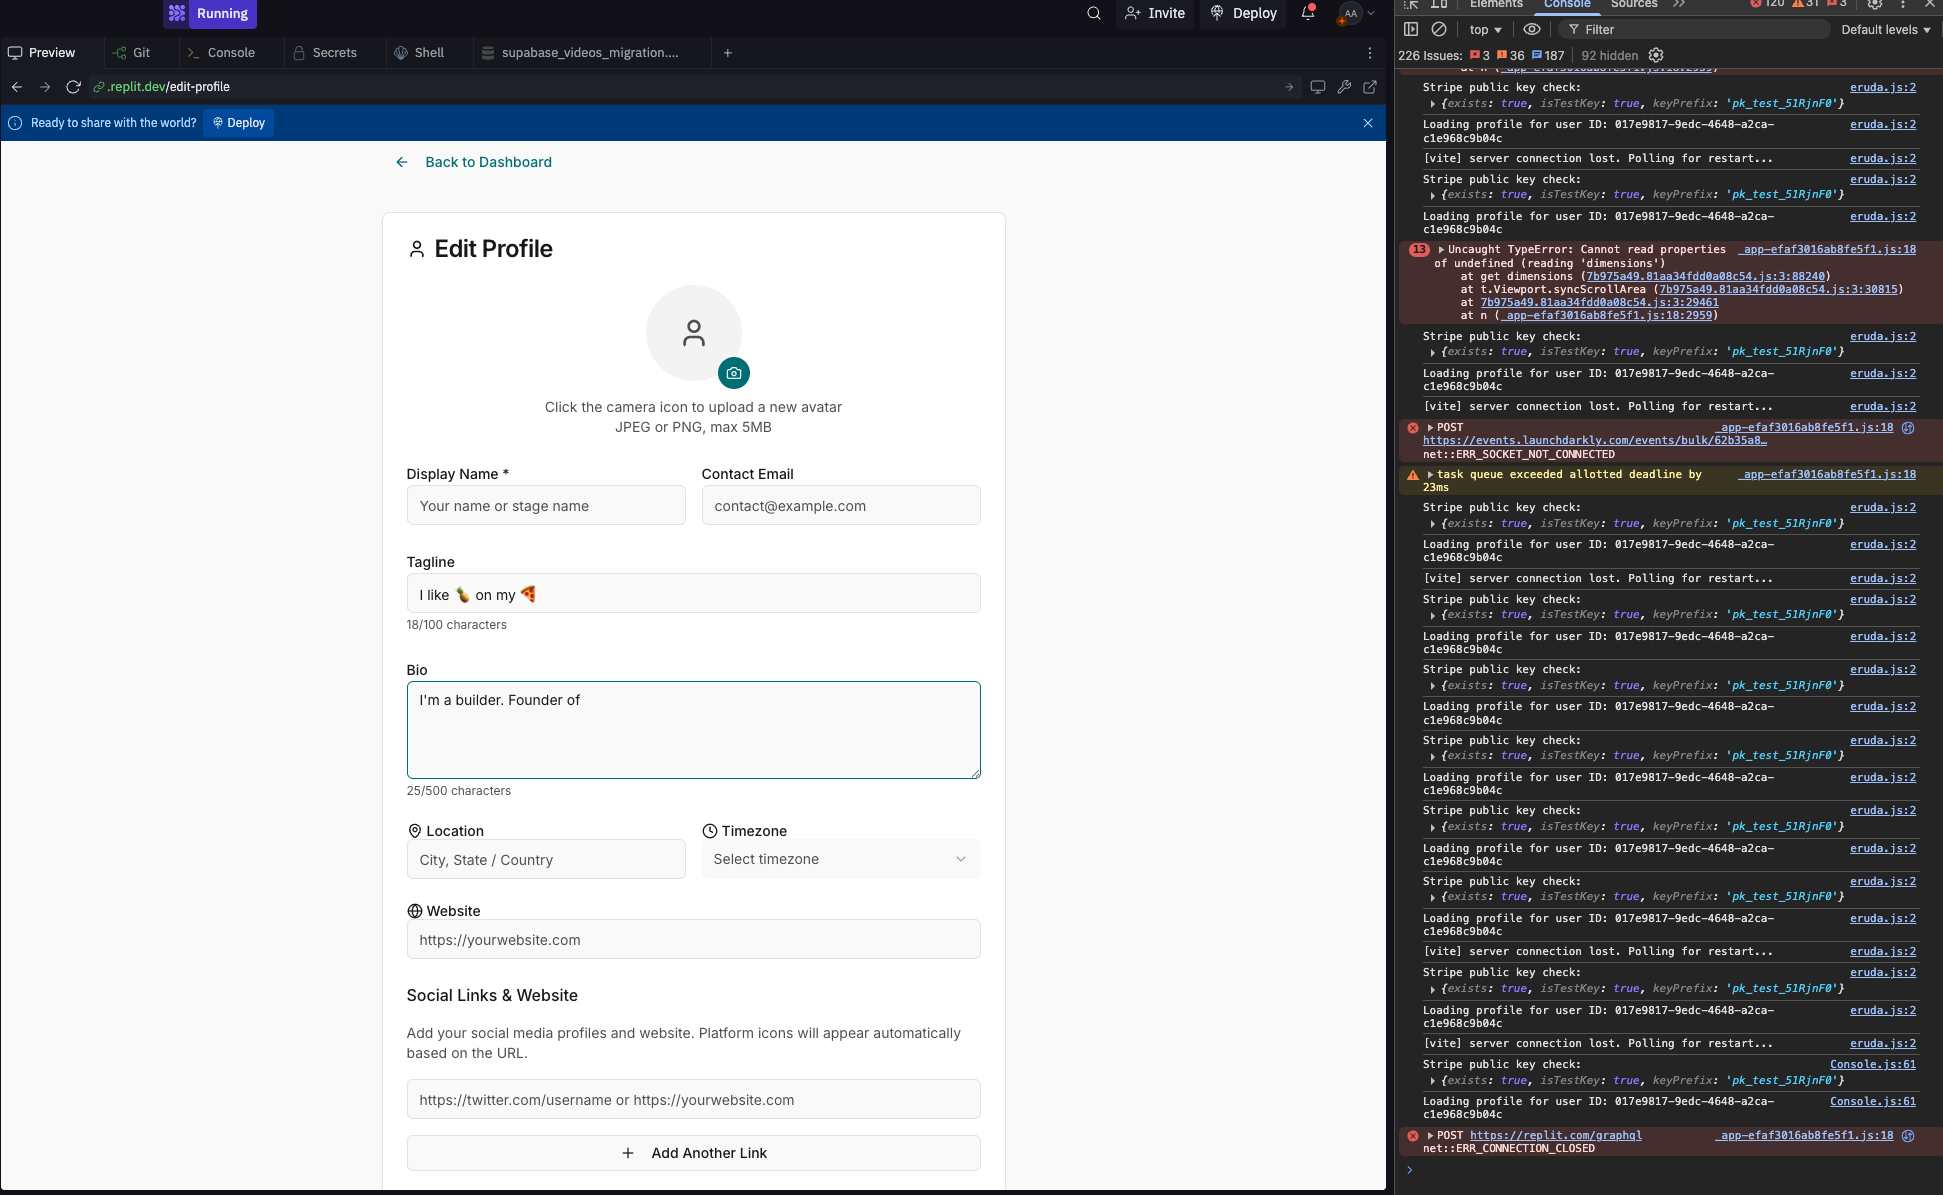 Running
Invite
Deploy
AA
Preview
Git
Console
Secrets
Shell
supabase_videos_migration....
.replit.dev/edit-profile
Ready to share with the world?
Deploy
Back to Dashboard
Edit Profile
Click the camera icon to upload a new avatar
JPEG or PNG, max 5MB
Display Name *
Contact Email
Your name or stage name
contact@example.com
Tagline
I like 🍍 on my 🍕
18/100 characters
Bio
I'm a builder. Founder of
25/500 characters
Location
Timezone
City, State / Country
Select timezone
Website
https://yourwebsite.com
Social Links & Website
Add your social media profiles and website. Platform icons will appear automatically
based on the URL.
https://twitter.com/username or https://yourwebsite.com
+ Add Another Link
Elements Console Sources 120 31 3
top Filter Default levels
226 Issues: 3 36 187 92 hidden
at n (_app-efaf3016ab8fe5f1.js:18:2959)
Stripe public key check: eruda.js:2
{exists: true, isTestKey: true, keyPrefix: 'pk_test_51RjnF0'}
Loading profile for user ID: 017e9817-9edc-4648-a2ca- eruda.js:2
c1e968c9b04c
[vite] server connection lost. Polling for restart... eruda.js:2
Stripe public key check: eruda.js:2
{exists: true, isTestKey: true, keyPrefix: 'pk_test_51RjnF0'}
Loading profile for user ID: 017e9817-9edc-4648-a2ca- eruda.js:2
c1e968c9b04c
13 Uncaught TypeError: Cannot read properties _app-efaf3016ab8fe5f1.js:18
of undefined (reading 'dimensions')
at get dimensions (7b975a49.81aa34fdd0a08c54.js:3:88240)
at t.Viewport.syncScrollArea (7b975a49.81aa34fdd0a08c54.js:3:30815)
at 7b975a49.81aa34fdd0a08c54.js:3:29461
at n (_app-efaf3016ab8fe5f1.js:18:2959)
Stripe public key check: eruda.js:2
{exists: true, isTestKey: true, keyPrefix: 'pk_test_51RjnF0'}
Loading profile for user ID: 017e9817-9edc-4648-a2ca- eruda.js:2
c1e968c9b04c
[vite] server connection lost. Polling for restart... eruda.js:2
POST _app-efaf3016ab8fe5f1.js:18
https://events.launchdarkly.com/events/bulk/62b35a8…
net::ERR_SOCKET_NOT_CONNECTED
task queue exceeded allotted deadline by _app-efaf3016ab8fe5f1.js:18
23ms
Stripe public key check: eruda.js:2
{exists: true, isTestKey: true, keyPrefix: 'pk_test_51RjnF0'}
Loading profile for user ID: 017e9817-9edc-4648-a2ca- eruda.js:2
c1e968c9b04c
[vite] server connection lost. Polling for restart... eruda.js:2
Stripe public key check: eruda.js:2
{exists: true, isTestKey: true, keyPrefix: 'pk_test_51RjnF0'}
Loading profile for user ID: 017e9817-9edc-4648-a2ca- eruda.js:2
c1e968c9b04c
Stripe public key check: eruda.js:2
{exists: true, isTestKey: true, keyPrefix: 'pk_test_51RjnF0'}
Loading profile for user ID: 017e9817-9edc-4648-a2ca- eruda.js:2
c1e968c9b04c
Stripe public key check: eruda.js:2
{exists: true, isTestKey: true, keyPrefix: 'pk_test_51RjnF0'}
Loading profile for user ID: 017e9817-9edc-4648-a2ca- eruda.js:2
c1e968c9b04c
Stripe public key check: eruda.js:2
{exists: true, isTestKey: true, keyPrefix: 'pk_test_51RjnF0'}
Loading profile for user ID: 017e9817-9edc-4648-a2ca- eruda.js:2
c1e968c9b04c
Stripe public key check: eruda.js:2
{exists: true, isTestKey: true, keyPrefix: 'pk_test_51RjnF0'}
Loading profile for user ID: 017e9817-9edc-4648-a2ca- eruda.js:2
c1e968c9b04c
[vite] server connection lost. Polling for restart... eruda.js:2
Stripe public key check: eruda.js:2
{exists: true, isTestKey: true, keyPrefix: 'pk_test_51RjnF0'}
Loading profile for user ID: 017e9817-9edc-4648-a2ca- eruda.js:2
c1e968c9b04c
[vite] server connection lost. Polling for restart... eruda.js:2
Stripe public key check: Console.js:61
{exists: true, isTestKey: true, keyPrefix: 'pk_test_51RjnF0'}
Loading profile for user ID: 017e9817-9edc-4648-a2ca- Console.js:61
c1e968c9b04c
POST https://replit.com/graphql _app-efaf3016ab8fe5f1.js:18
net::ERR_CONNECTION_CLOSED